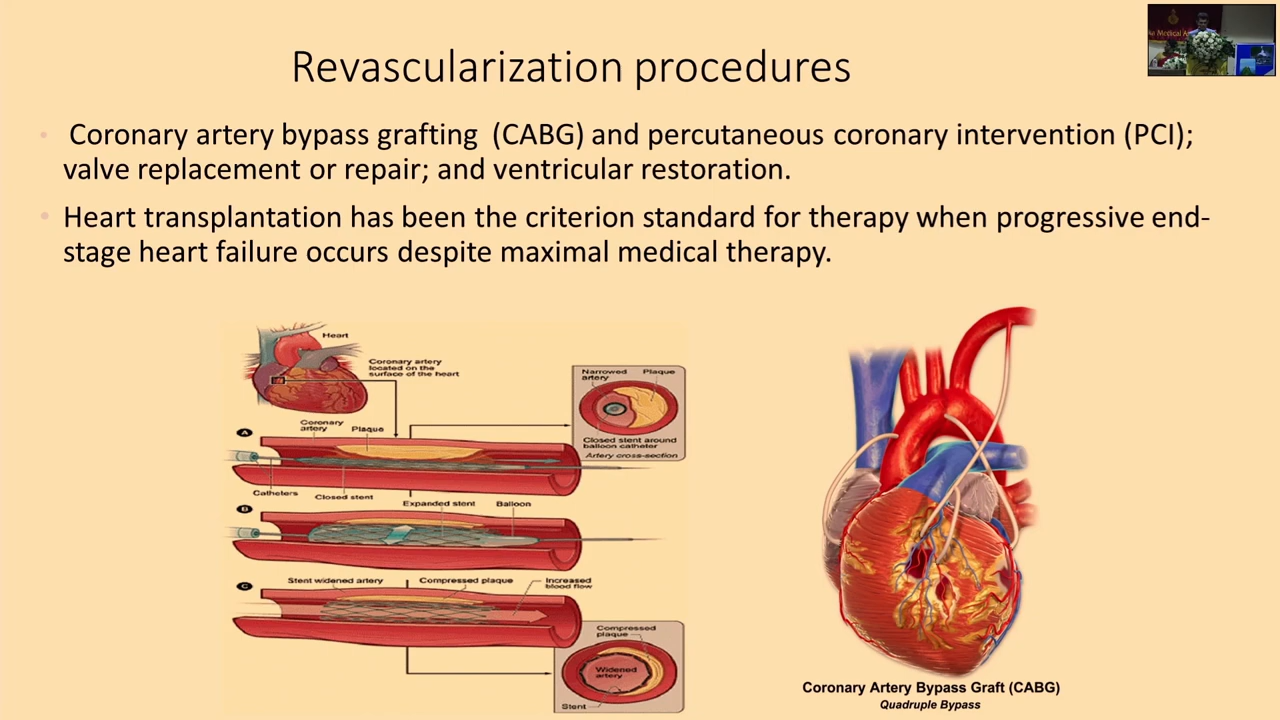 Revascularization procedures
• Coronary artery bypass grafting (CABG) and percutaneous coronary intervention (PCI);
valve replacement or repair; and ventricular restoration.
• Heart transplantation has been the criterion standard for therapy when progressive end-
stage heart failure occurs despite maximal medical therapy.
Heart
Coronary artery
located on the
surface of the heart
Narrowed
artery
Plaque
Closed stent around
balloon catheter
Artery cross-section
A
Coronary
artery
Plaque
Catheters
Closed stent
B
Expanded stent
Balloon
C
Stent widened artery
Compressed plaque
Increased
blood flow
Compressed
plaque
Widened
artery
Stent
Coronary Artery Bypass Graft (CABG)
Quadruple Bypass
Medical